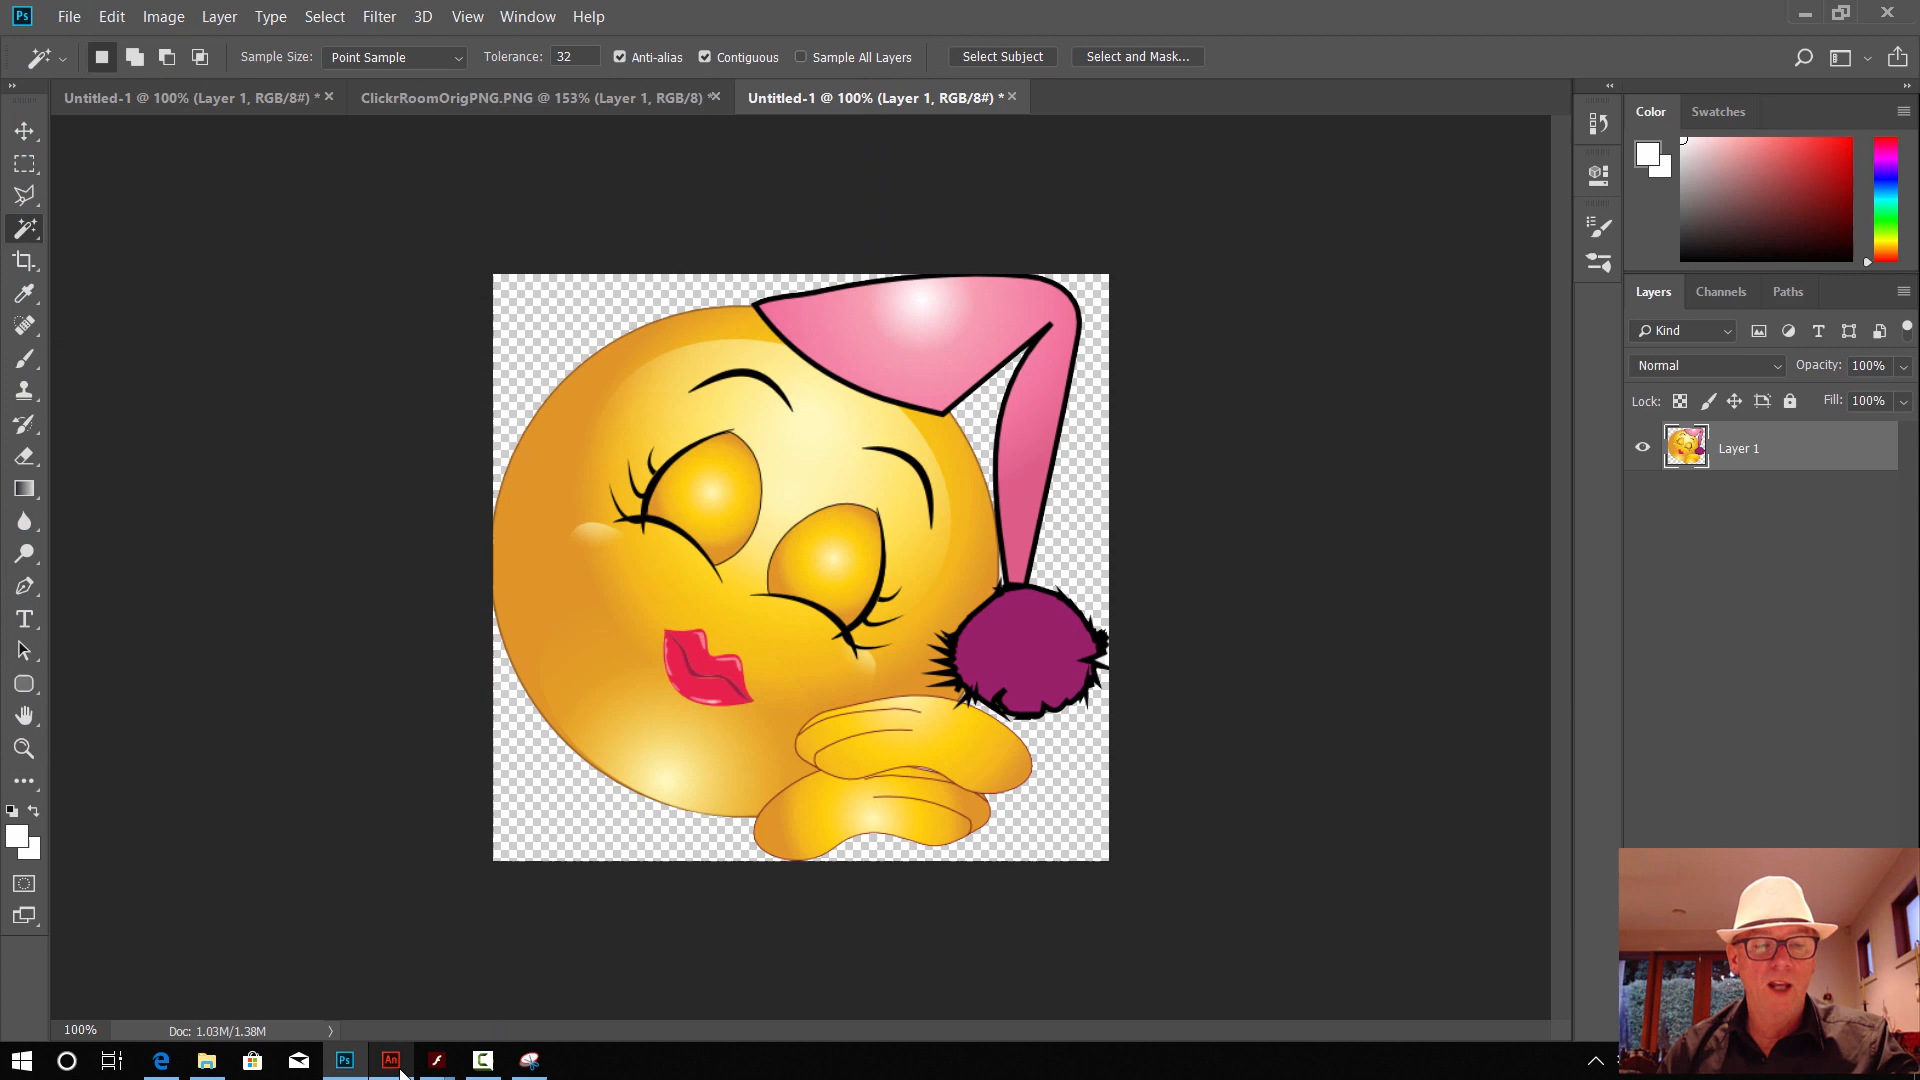 Ps File Edit Image Layer Type Select Filter 3D View Window Help
Sample Size: Point Sample Tolerance: 32 Anti-alias Contiguous Sample All Layers Select Subject Select and Mask...
Untitled-1 @ 100% (Layer 1, RGB/8#) * ClickrRoomOrigPNG.PNG @ 153% (Layer 1, RGB/8) * Untitled-1 @ 100% (Layer 1, RGB/8#) *
Color Swatches
Layers Channels Paths
Kind
Normal Opacity: 100%
Lock: Fill: 100%
Layer 1
100% Doc: 1.03M/1.38M
Ps An